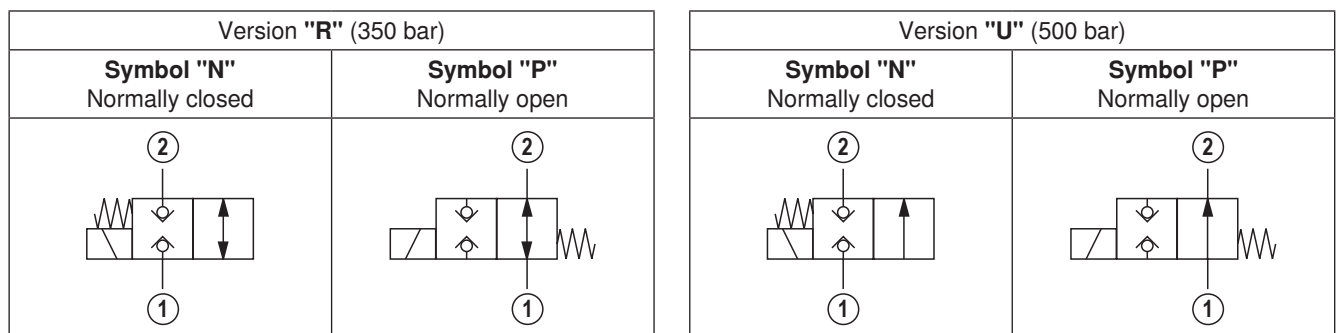 Version "R" (350 bar)
Symbol "N"
Normally closed
Symbol "P"
Normally open
2
1
2
1
Version "U" (500 bar)
Symbol "N"
Normally closed
Symbol "P"
Normally open
2
1
2
1